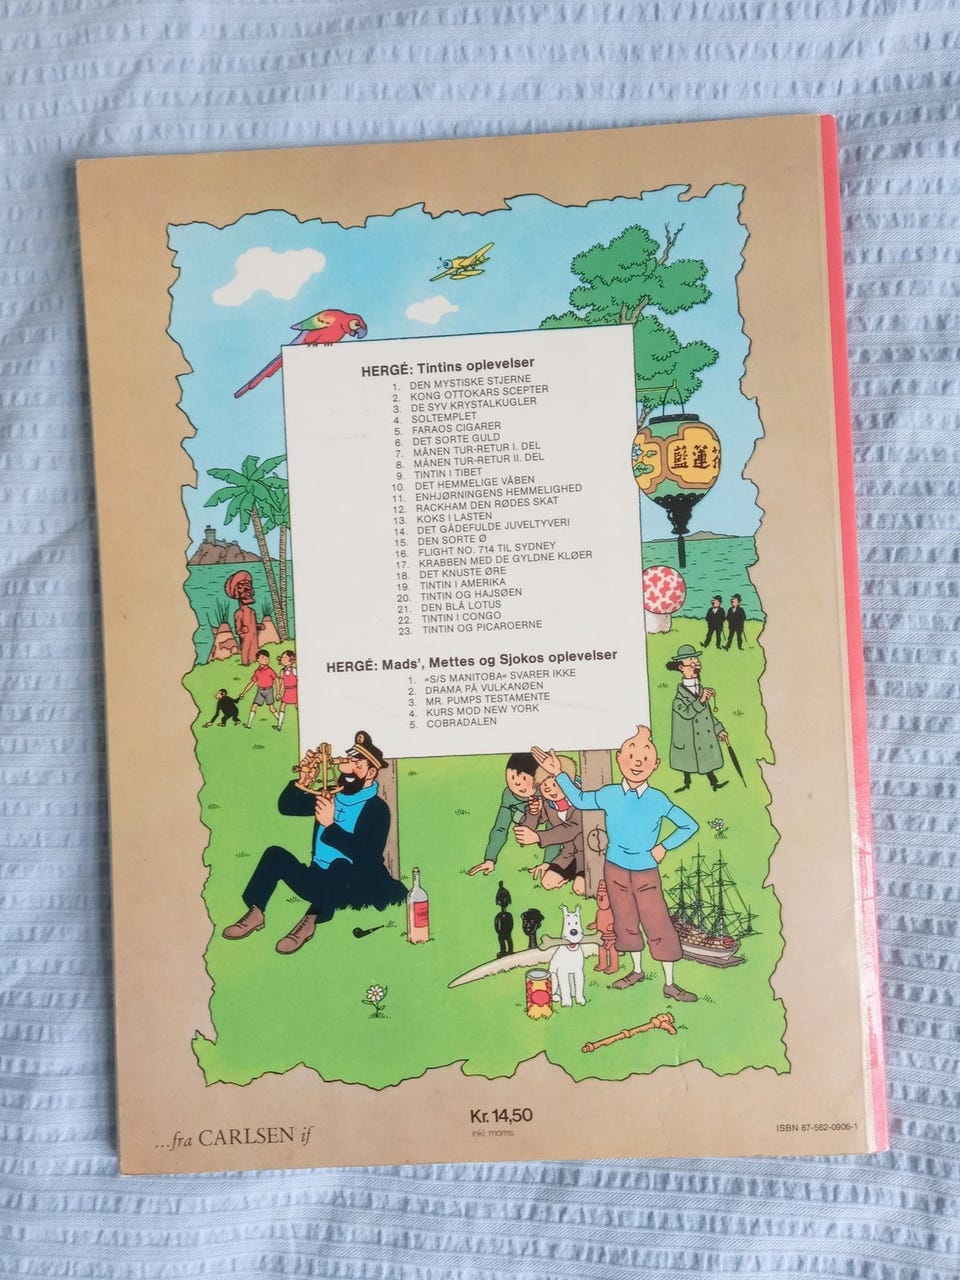 HERGÉ: Tintins oplevelser
1. DEN MYSTISKE STJERNE
2. KONG OTTOKARS SCEPTER
3. DE SYV KRYSTALKUGLER
4. SOLTEMPLET
5. FARAOS CIGARER
6. DET SORTE GULD
7. MÅNEN TUR-RETUR I. DEL
8. MÅNEN TUR-RETUR II. DEL
9. TINTIN I TIBET
10. DET HEMMELIGE VÅBEN
11. ENHJØRNINGENS HEMMELIGHED
12. RACKHAM DEN RØDES SKAT
13. KOKS I LASTEN
14. DET GÅDEFULDE JUVELTYVERI
15. DEN SORTE Ø
16. FLIGHT NO. 714 TIL SYDNEY
17. KRABBEN MED DE GYLDNE KLØER
18. DET KNUSTE ØRE
19. TINTIN I AMERIKA
20. TINTIN OG HAJSØEN
21. DEN BLÅ LOTUS
22. TINTIN I CONGO
23. TINTIN OG PICAROERNE
HERGÉ: Mads', Mettes og Sjokos oplevelser
1. »S/S MANITOBA« SVARER IKKE
2. DRAMA PÅ VULKANØEN
3. MR. PUMPS TESTAMENTE
4. KURS MOD NEW YORK
5. COBRADALEN
藍蓮花
...fra CARLSEN if
Kr. 14,50
inkl. moms
ISBN 87-562-0906-1